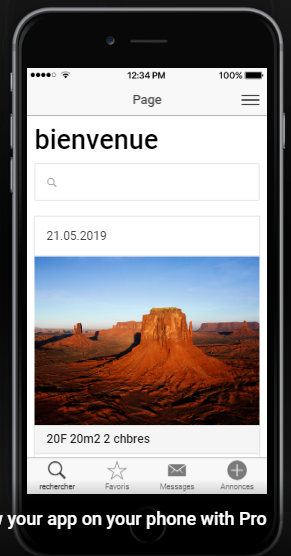 12:34 PM 100%
Page
bienvenue
21.05.2019
20F 20m2 2 chbres
rechercher Favoris Messages Annonces
your app on your phone with Pro